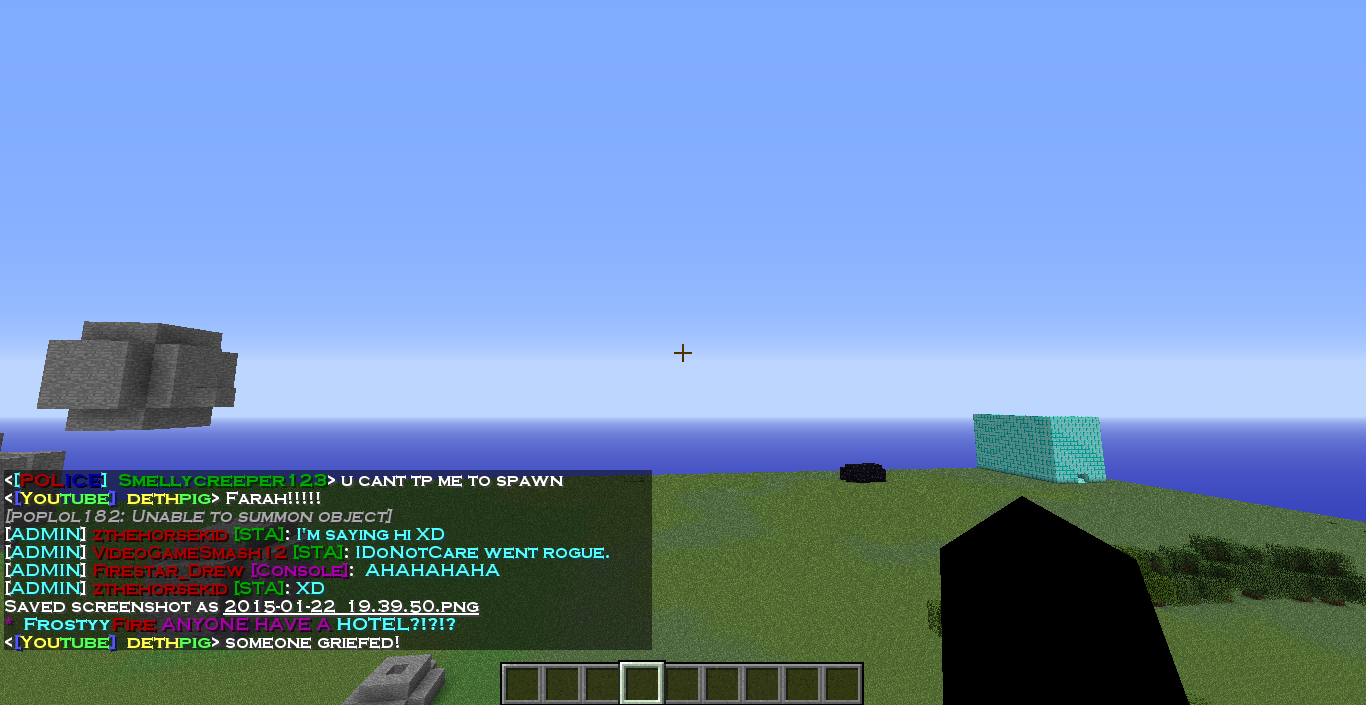 <[POLICE] Smellycreeper123> u cant tp me to spawn
<[YouTube] dethpig> Farah!!!!!
[poplol182: Unable to summon object]
[ADMIN] zthehorsekid [STA]: I'm saying hi XD
[ADMIN] VideoGameSmash12 [STA]: IDoNotCare went rogue.
[ADMIN] Firestar_Drew [Console]: AHAHAHAHA
[ADMIN] zthehorsekid [STA]: XD
Saved screenshot as 2015-01-22_19.39.50.png
* FrostyyFire ANYONE HAVE A HOTEL?!?!?
<[YouTube] dethpig> someone griefed!